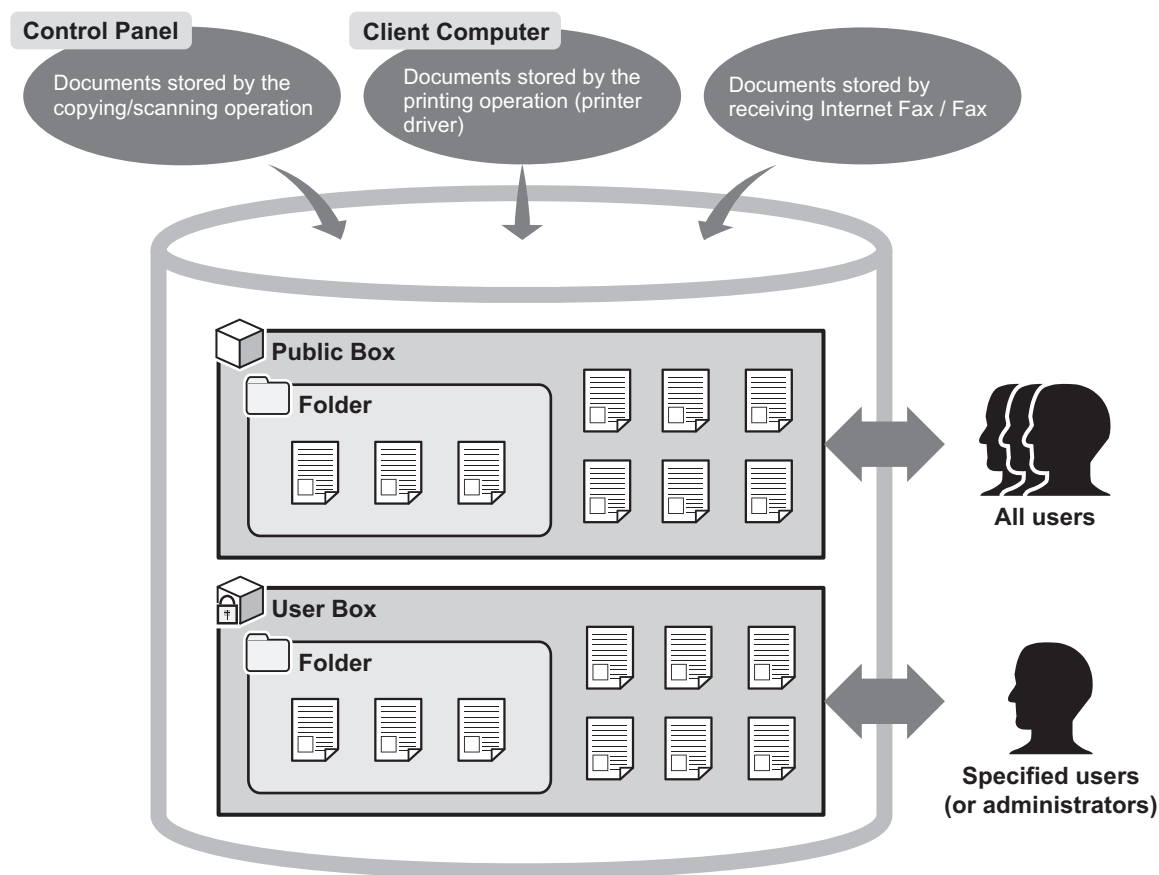 Control Panel
Documents stored by the
copying/scanning operation
Client Computer
Documents stored by the
printing operation (printer
driver)
Documents stored by
receiving Internet Fax / Fax
Public Box
Folder
All users
User Box
Folder
Specified users
(or administrators)